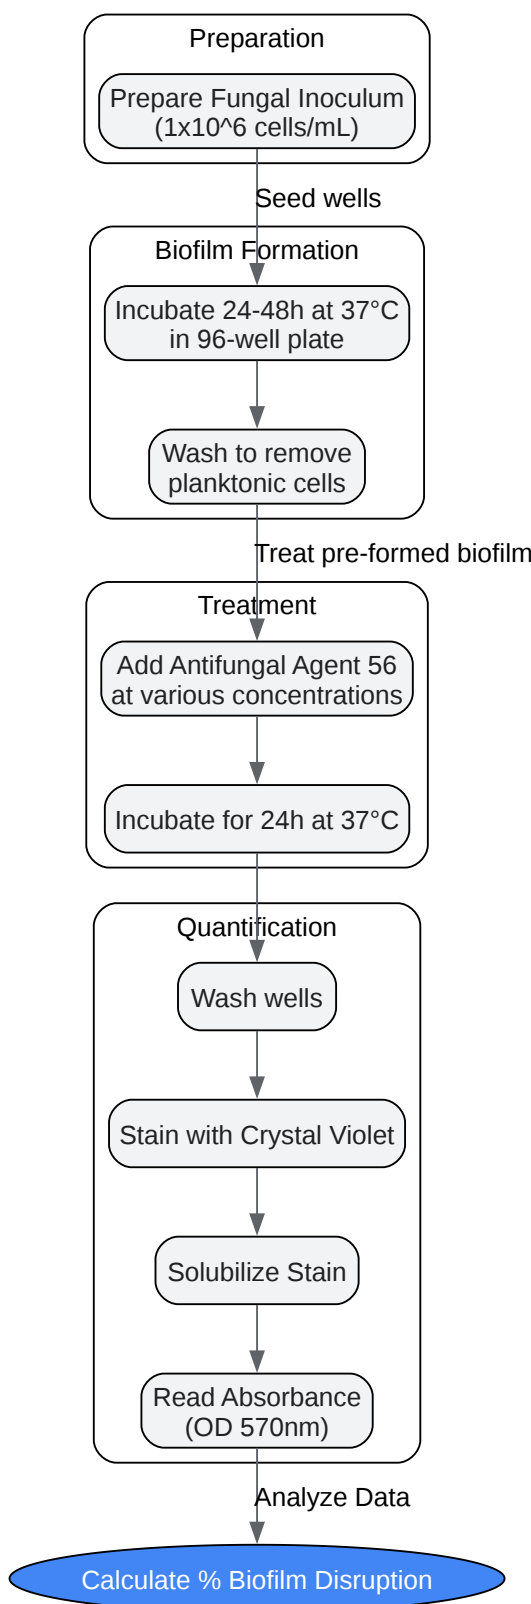 Preparation
Prepare Fungal Inoculum
(1x10^6 cells/mL)
Seed wells
Biofilm Formation
Incubate 24-48h at 37°C
in 96-well plate
Wash to remove
planktonic cells
Treat pre-formed biofilm
Treatment
Add Antifungal Agent 56
at various concentrations
Incubate for 24h at 37°C
Quantification
Wash wells
Stain with Crystal Violet
Solubilize Stain
Read Absorbance
(OD 570nm)
Analyze Data
Calculate % Biofilm Disruption